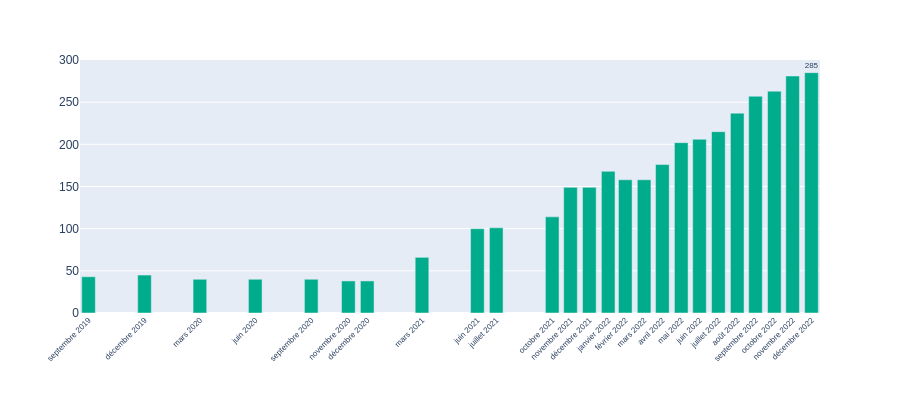 300
285
250
200
150
100
50
0
septembre 2019
décembre 2019
mars 2020
juin 2020
septembre 2020
novembre 2020
décembre 2020
mars 2021
juin 2021
juillet 2021
octobre 2021
novembre 2021
décembre 2021
janvier 2022
février 2022
mars 2022
avril 2022
mai 2022
juin 2022
juillet 2022
août 2022
septembre 2022
octobre 2022
novembre 2022
décembre 2022